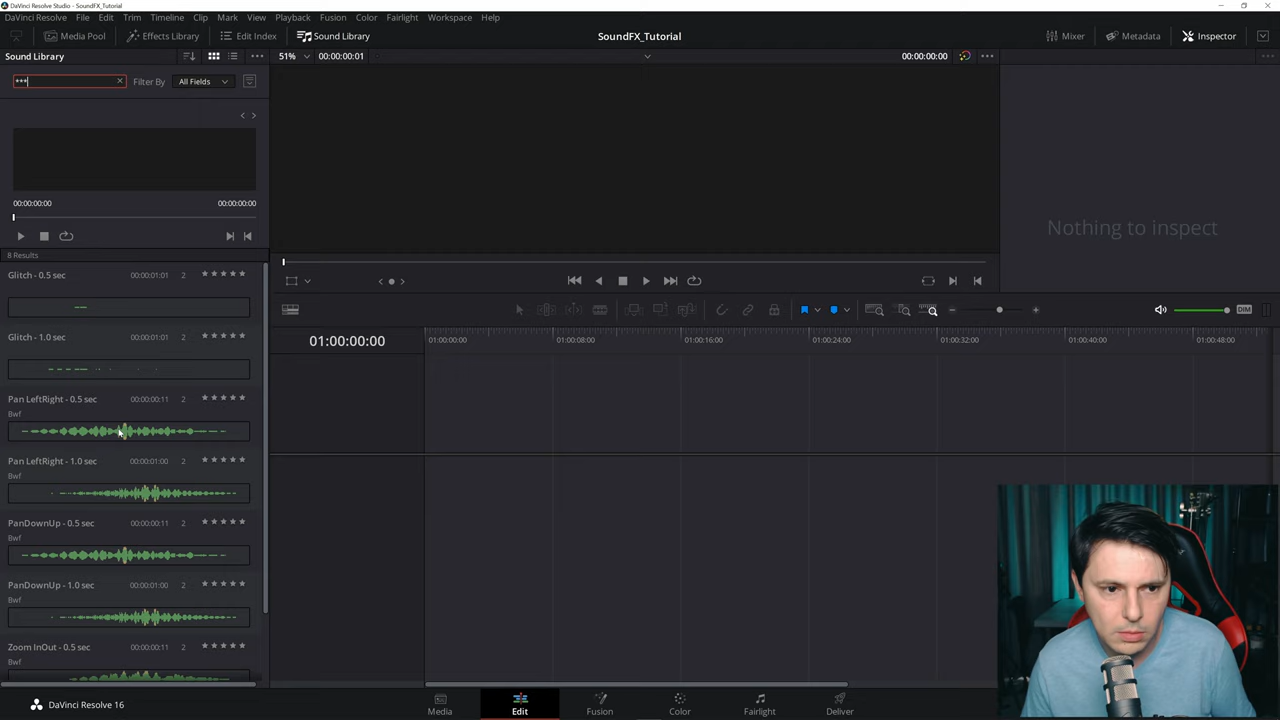 DaVinci Resolve Studio - SoundFX_Tutorial
DaVinci Resolve File Edit Trim Timeline Clip Mark View Playback Fusion Color Fairlight Workspace Help
Media Pool Effects Library Edit Index Sound Library SoundFX_Tutorial Mixer Metadata Inspector
Sound Library 51% 00:00:00:01 00:00:00:00
*** Filter By All Fields
00:00:00:00 00:00:00:00
Nothing to inspect
8 Results
Glitch - 0.5 sec 00:00:01:01 2
DIM
Glitch - 1.0 sec 00:00:01:01 2
01:00:00:00 01:00:00:00 01:00:08:00 01:00:16:00 01:00:24:00 01:00:32:00 01:00:40:00 01:00:48:00
Pan LeftRight - 0.5 sec 00:00:00:11 2
Bwf
Pan LeftRight - 1.0 sec 00:00:01:00 2
Bwf
PanDownUp - 0.5 sec 00:00:00:11 2
Bwf
PanDownUp - 1.0 sec 00:00:01:00 2
Bwf
Zoom InOut - 0.5 sec 00:00:00:11 2
Bwf
DaVinci Resolve 16 Media Edit Fusion Color Fairlight Deliver